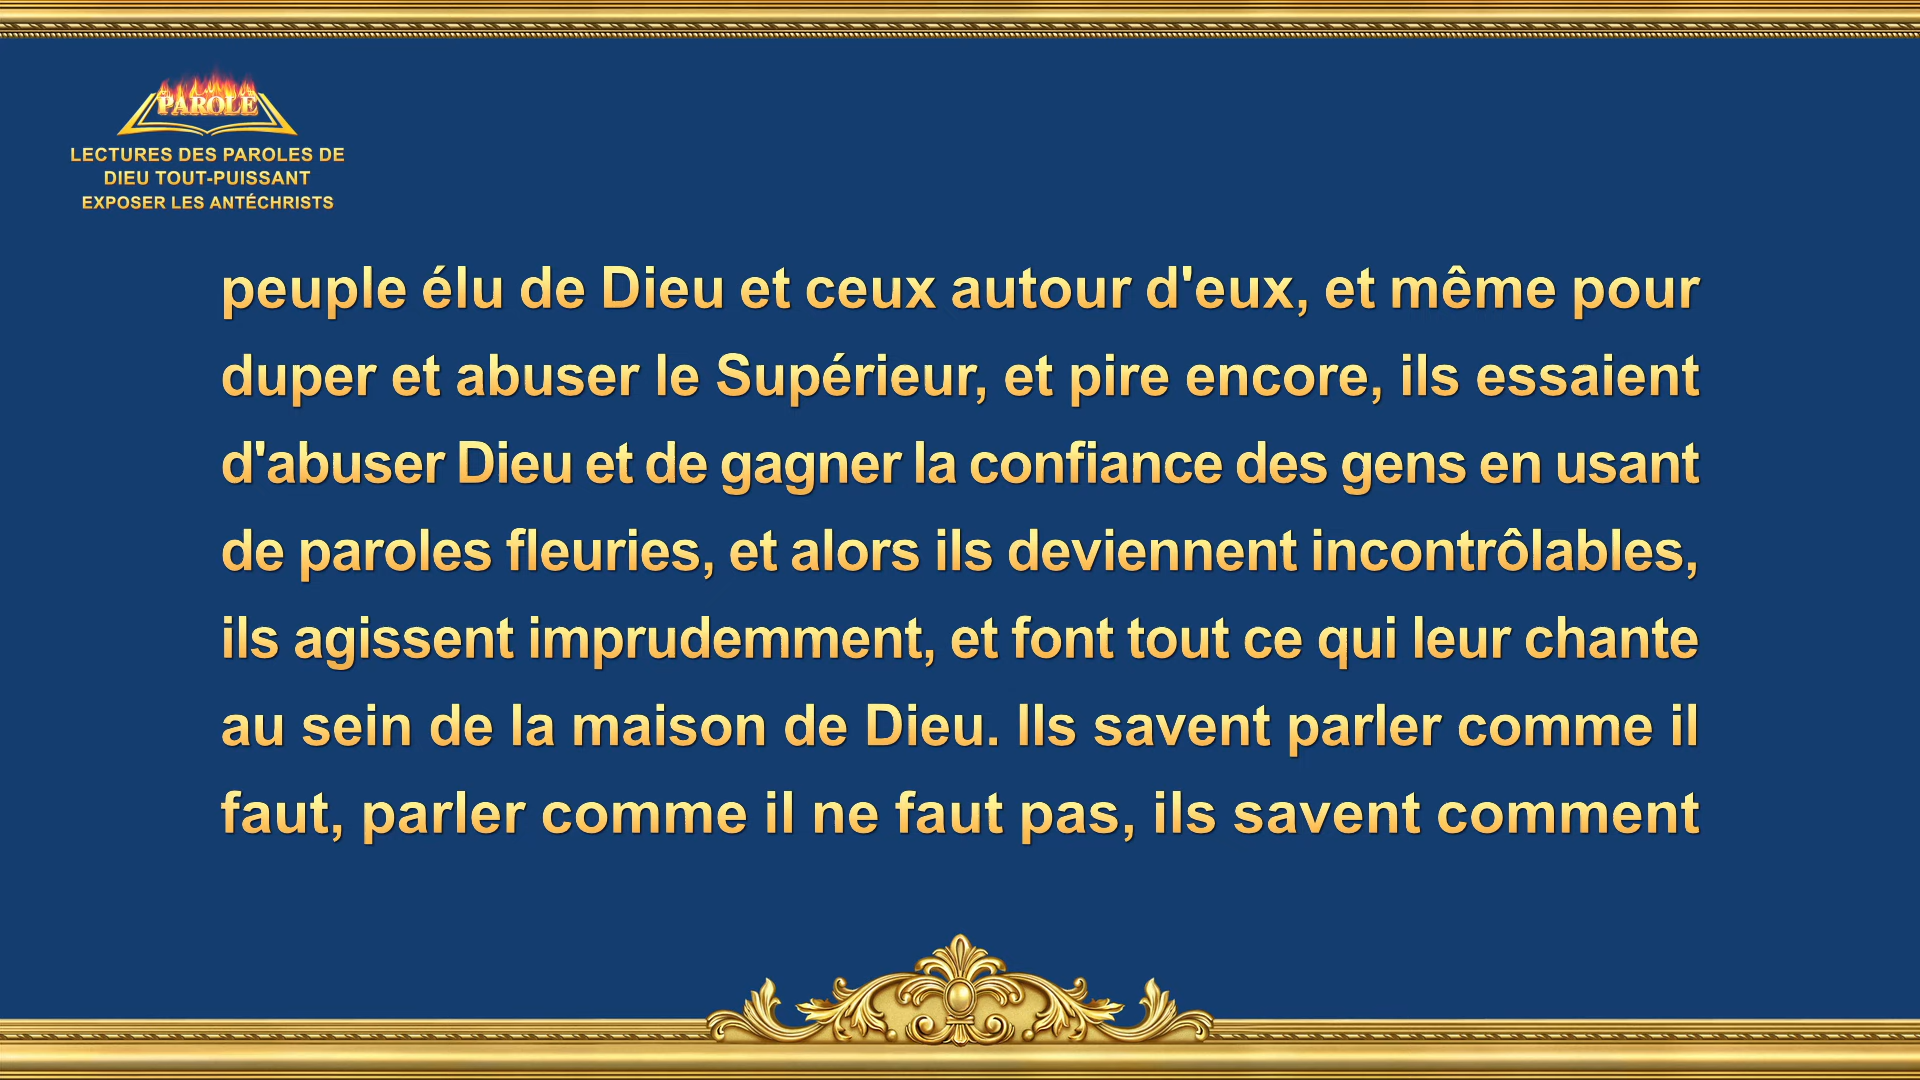 PAROLE
LECTURES DES PAROLES DE
DIEU TOUT-PUISSANT
EXPOSER LES ANTÉCHRISTS
peuple élu de Dieu et ceux autour d'eux, et même pour
duper et abuser le Supérieur, et pire encore, ils essaient
d'abuser Dieu et de gagner la confiance des gens en usant
de paroles fleuries, et alors ils deviennent incontrôlables,
ils agissent imprudemment, et font tout ce qui leur chante
au sein de la maison de Dieu. Ils savent parler comme il
faut, parler comme il ne faut pas, ils savent comment